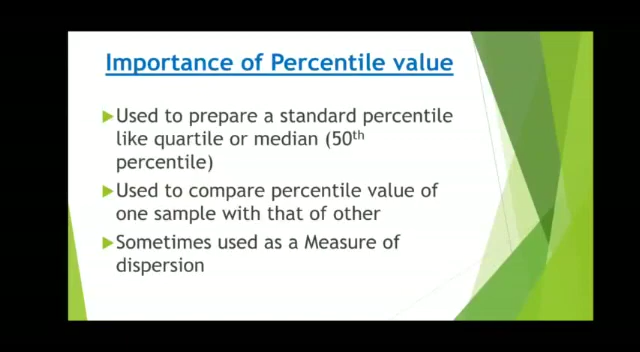 Importance of Percentile value
Used to prepare a standard percentile
like quartile or median (50th
percentile)
Used to compare percentile value of
one sample with that of other
Sometimes used as a Measure of
dispersion